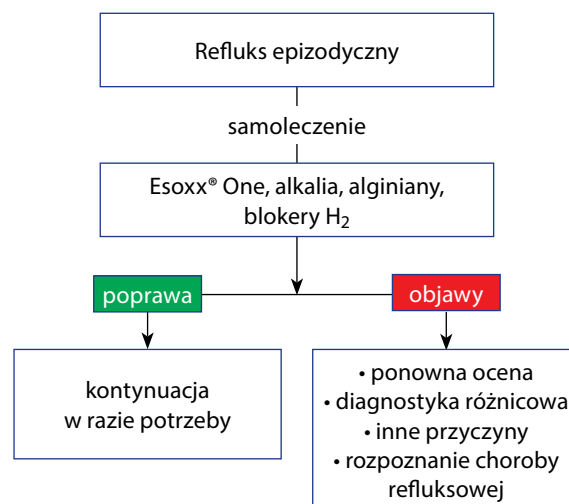 Refluks epizodyczny
samoleczenie
Esoxx® One, alkalia, alginiany,
blokery H₂
poprawa
objawy
kontynuacja
w razie potrzeby
• ponowna ocena
• diagnostyka różnicowa
• inne przyczyny
• rozpoznanie choroby
refluksowej